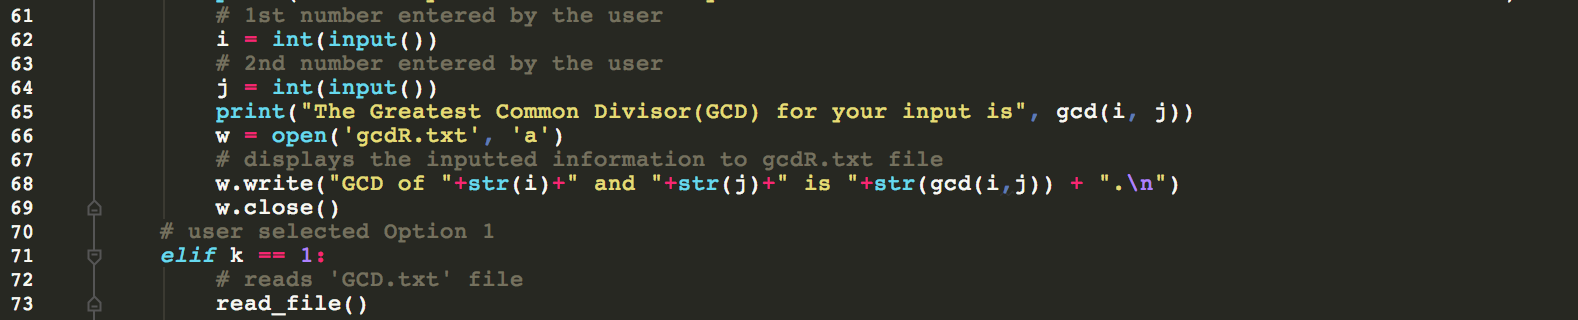 61 # 1st number entered by the user
62 i = int(input())
63 # 2nd number entered by the user
64 j = int(input())
65 print("The Greatest Common Divisor(GCD) for your input is", gcd(i, j))
66 w = open('gcdR.txt', 'a')
67 # displays the inputted information to gcdR.txt file
68 w.write("GCD of "+str(i)+" and "+str(j)+" is "+str(gcd(i,j)) + ".\n")
69 w.close()
70 # user selected Option 1
71 elif k == 1:
72 # reads 'GCD.txt' file
73 read_file()